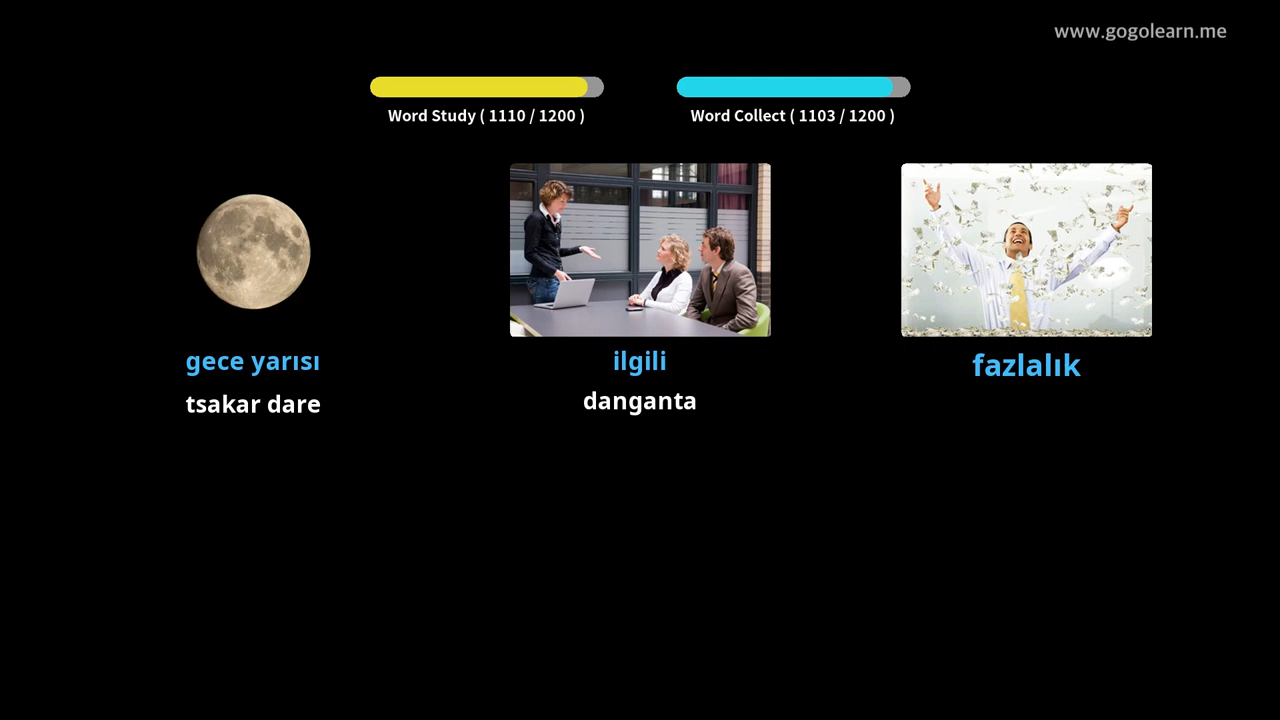 www.gogolearn.me
Word Study ( 1110 / 1200 )
Word Collect ( 1103 / 1200 )
gece yarısı
tsakar dare
ilgili
danganta
fazlalık